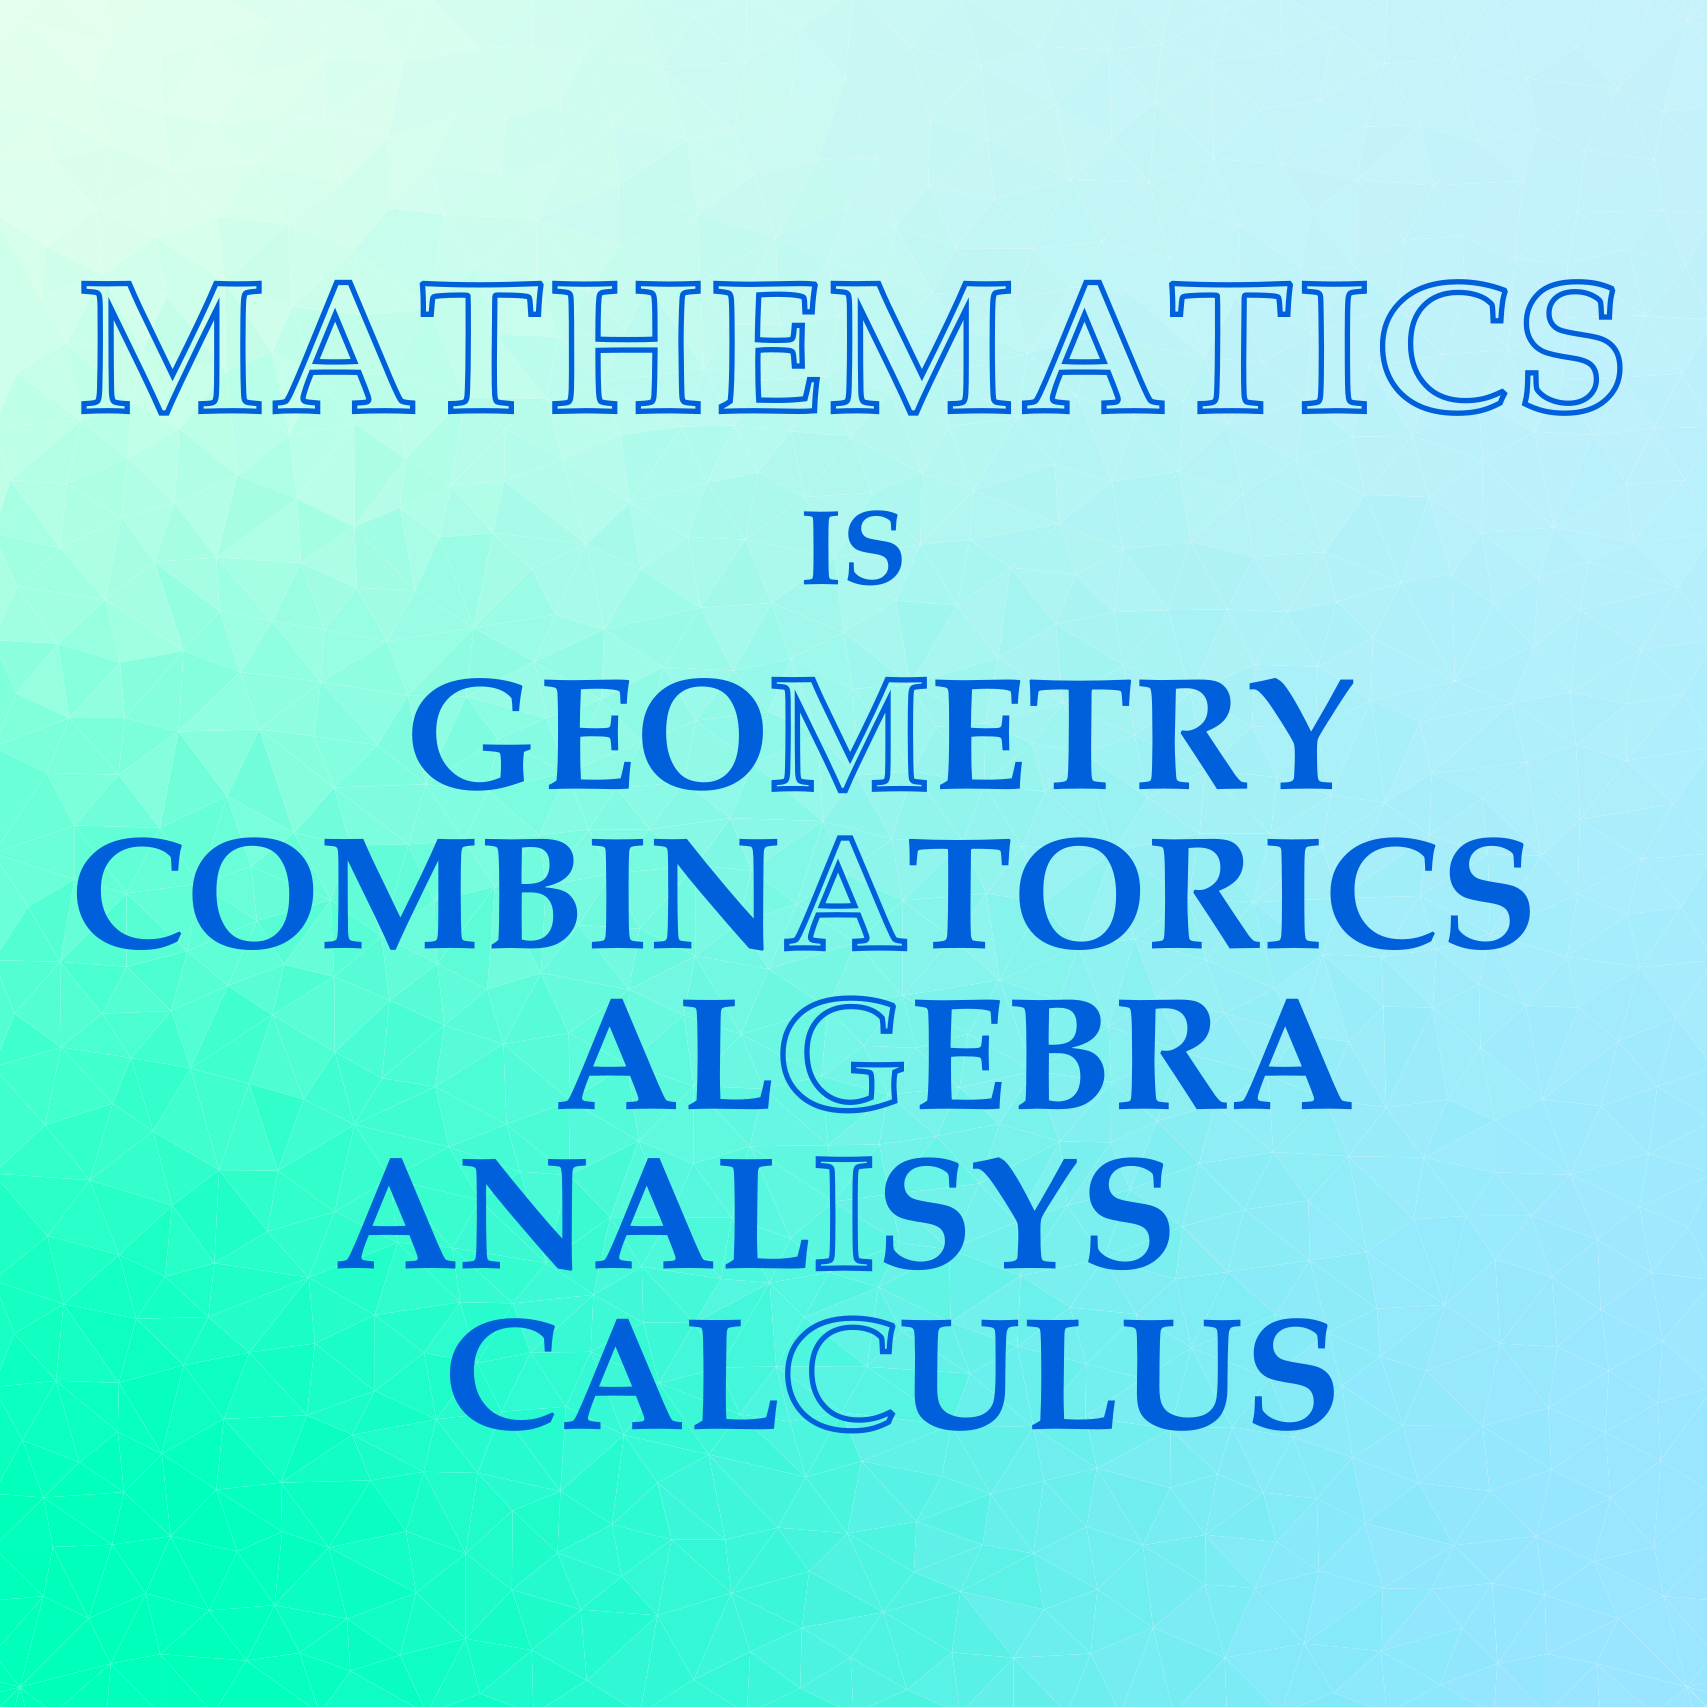 MATHEMATICS
IS
GEOMETRY
COMBINATORICS
ALGEBRA
ANALISYS
CALCULUS